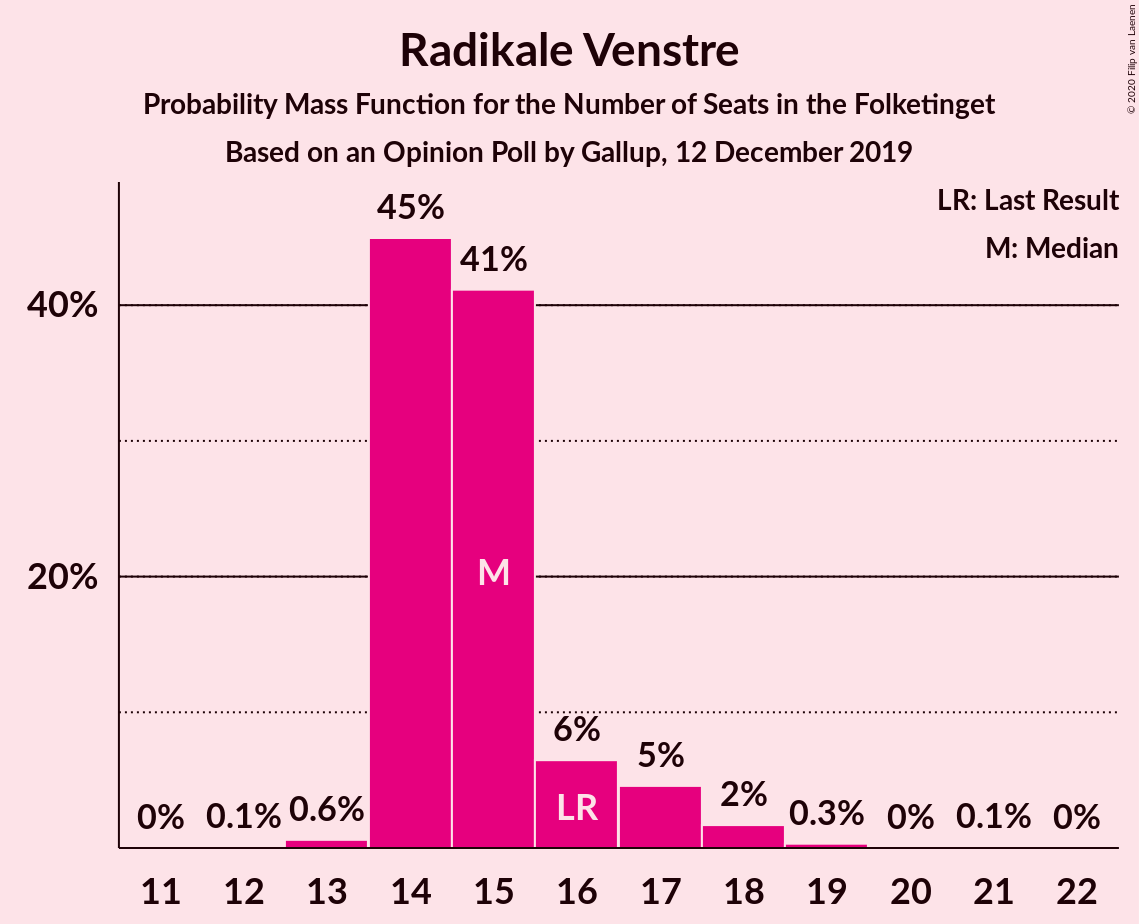 Radikale Venstre
Probability Mass Function for the Number of Seats in the Folketinget
Based on an Opinion Poll by Gallup, 12 December 2019
© 2020 Filip van Laenen
LR: Last Result
M: Median
40%
20%
0%
0.1%
0.6%
45%
41%
6%
5%
2%
0.3%
0%
0.1%
0%
M
LR
11 12 13 14 15 16 17 18 19 20 21 22